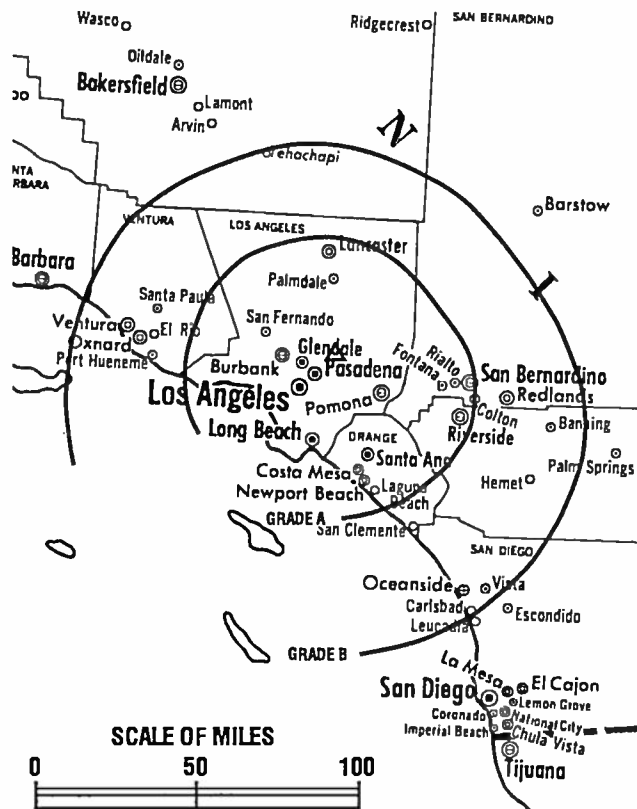 Wasco
Ridgecrest
SAN BERNARDINO
Oildale
Bakersfield
Lamont
Arvin
N
Tehachapi
NTA
RBARA
VENTURA
LOS ANGELES
Barstow
Lancaster
I
Barbara
Palmdale
Santa Paula
San Fernando
Ventura
El Rio
Oxnard
Port Hueneme
Glendale
Burbank
Pasadena
Rialto
Fontana
San Bernardino
Los Angeles
Pomona
Redlands
Colton
Long Beach
ORANGE
Riverside
Banning
Santa Ana
Palm Springs
Costa Mesa
Newport Beach
Laguna
Beach
Hemet
GRADE A
San Clemente
SAN DIEGO
Oceanside
Vista
Carlsbad
Escondido
Leucadia
GRADE B
La Mesa
El Cajon
San Diego
Lemon Grove
Coronado
National City
Imperial Beach
Chula Vista
Tijuana
SCALE OF MILES
0 50 100